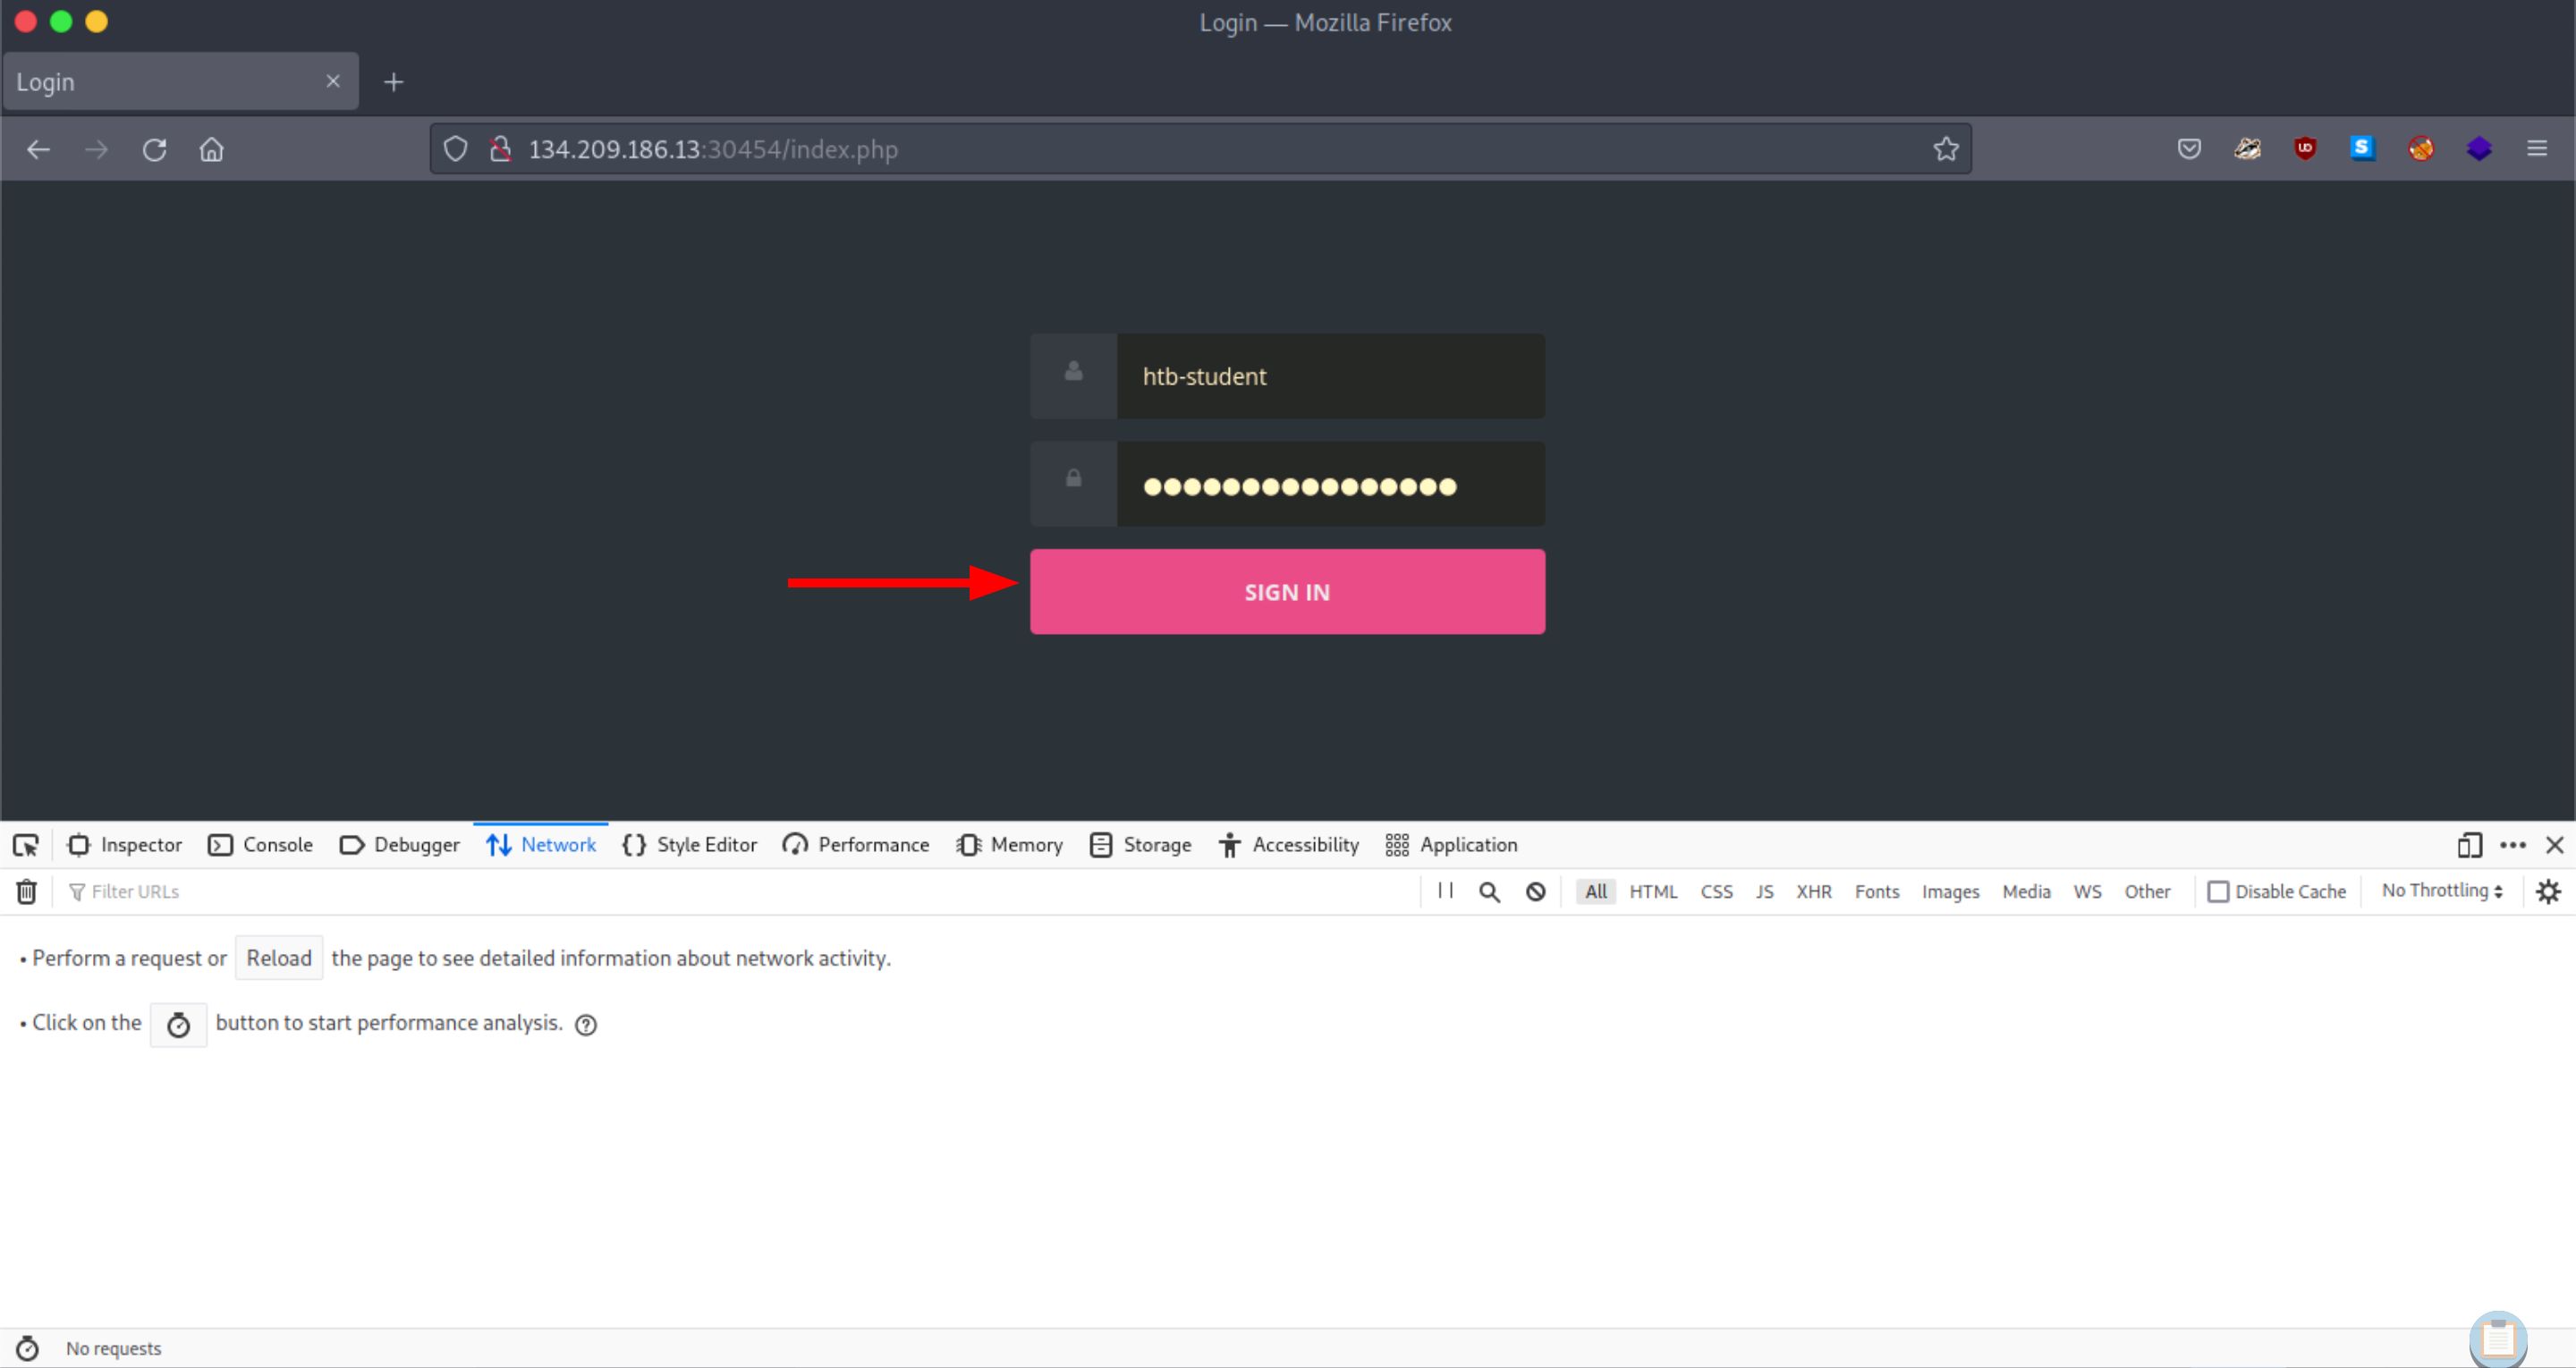 Login — Mozilla Firefox
Login
134.209.186.13:30454/index.php
htb-student
SIGN IN
Inspector Console Debugger Network Style Editor Performance Memory Storage Accessibility Application
Filter URLs All HTML CSS JS XHR Fonts Images Media WS Other Disable Cache No Throttling
• Perform a request or Reload the page to see detailed information about network activity.
• Click on the button to start performance analysis.
No requests